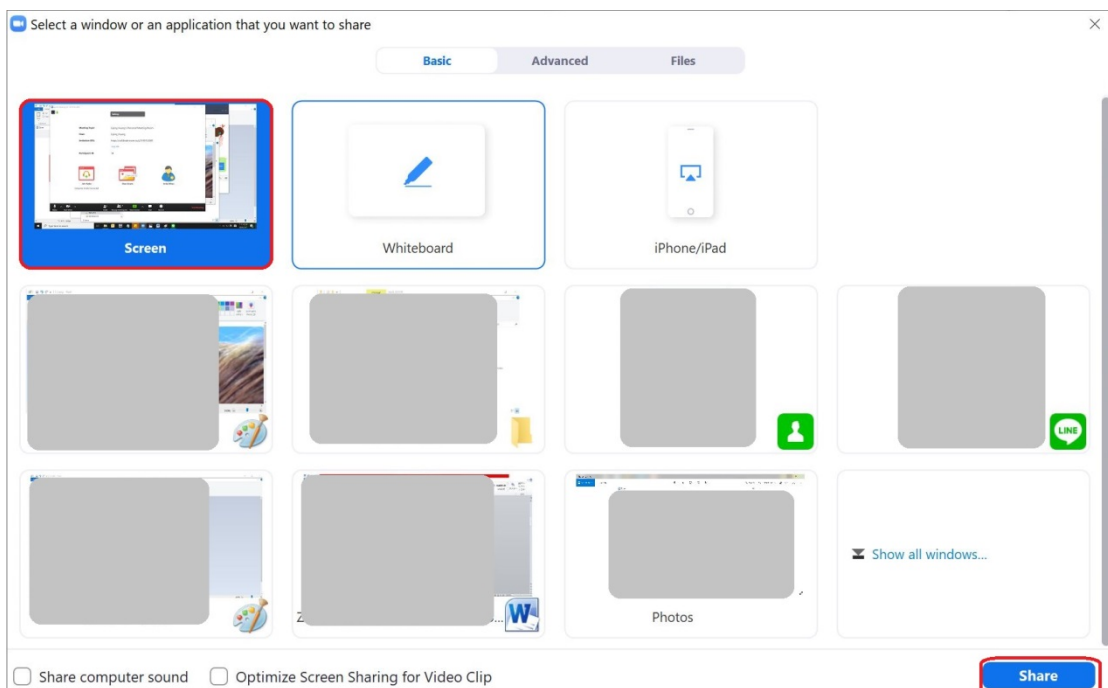 Select a window or an application that you want to share
Basic Advanced Files
Screen
Whiteboard
iPhone/iPad
LINE
Show all windows...
Z
...
W
Photos
Share computer sound
Optimize Screen Sharing for Video Clip
Share